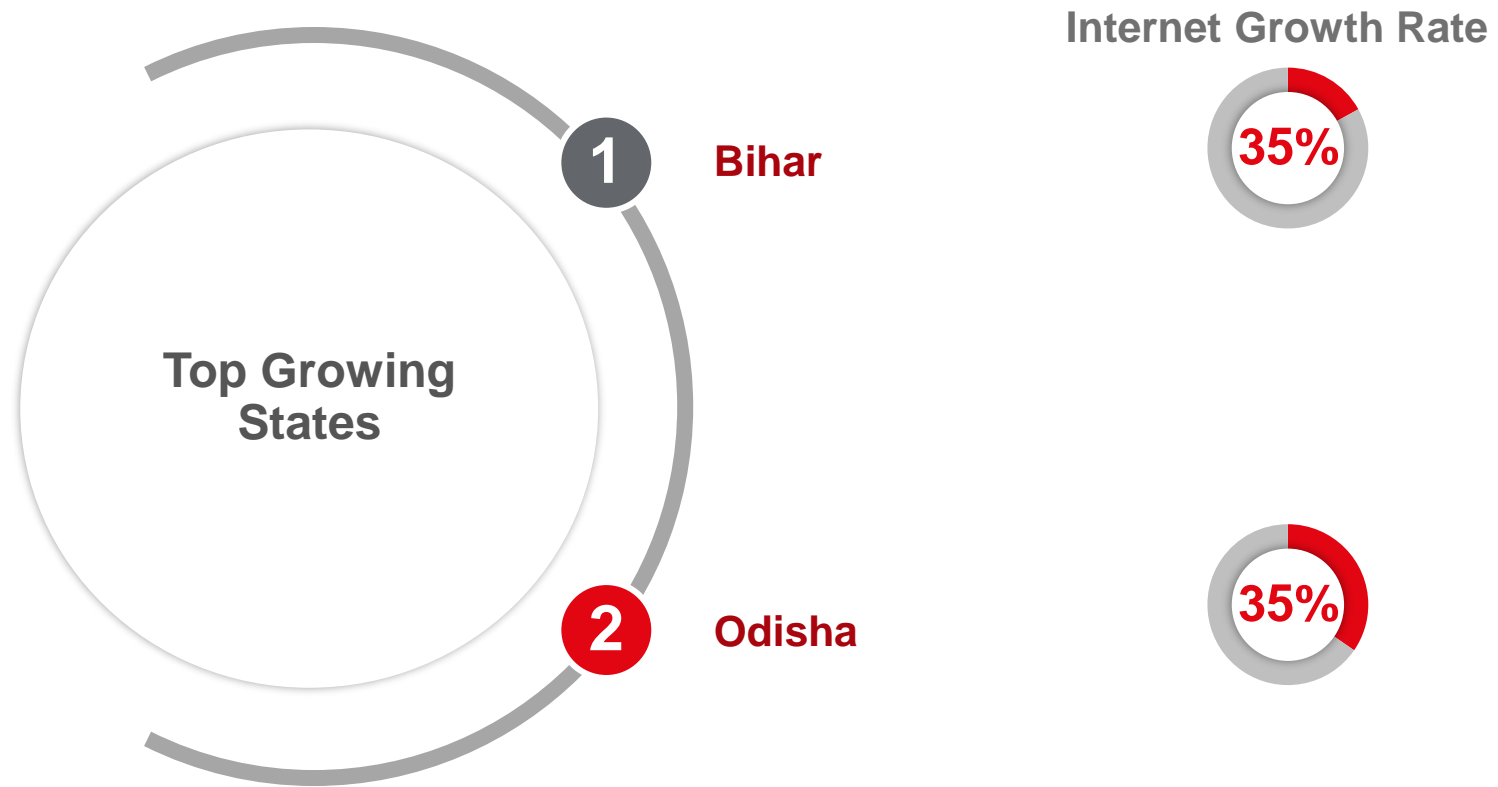 Internet Growth Rate
1
Bihar
35%
Top Growing
States
2
Odisha
35%